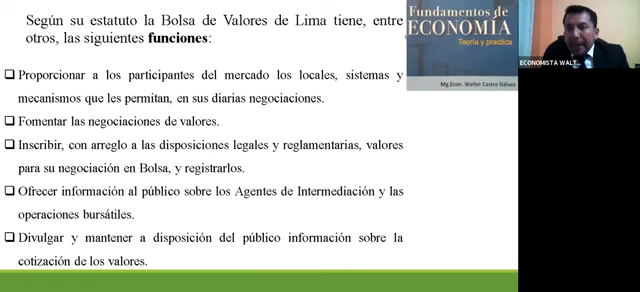 Según su estatuto la Bolsa de Valores de Lima tiene, entre
otros, las siguientes funciones:
❑ Proporcionar a los participantes del mercado los locales, sistemas y
mecanismos que les permitan, en sus diarias negociaciones.
❑ Fomentar las negociaciones de valores.
❑ Inscribir, con arreglo a las disposiciones legales y reglamentarias, valores
para su negociación en Bolsa, y registrarlos.
❑ Ofrecer información al público sobre los Agentes de Intermediación y las
operaciones bursátiles.
❑ Divulgar y mantener a disposición del público información sobre la
cotización de los valores.
Fundamentos de
ECONOMÍA
Teoría y práctica
Mg.Econ. Walter Castro Gálvez
ECONOMISTA WALT...